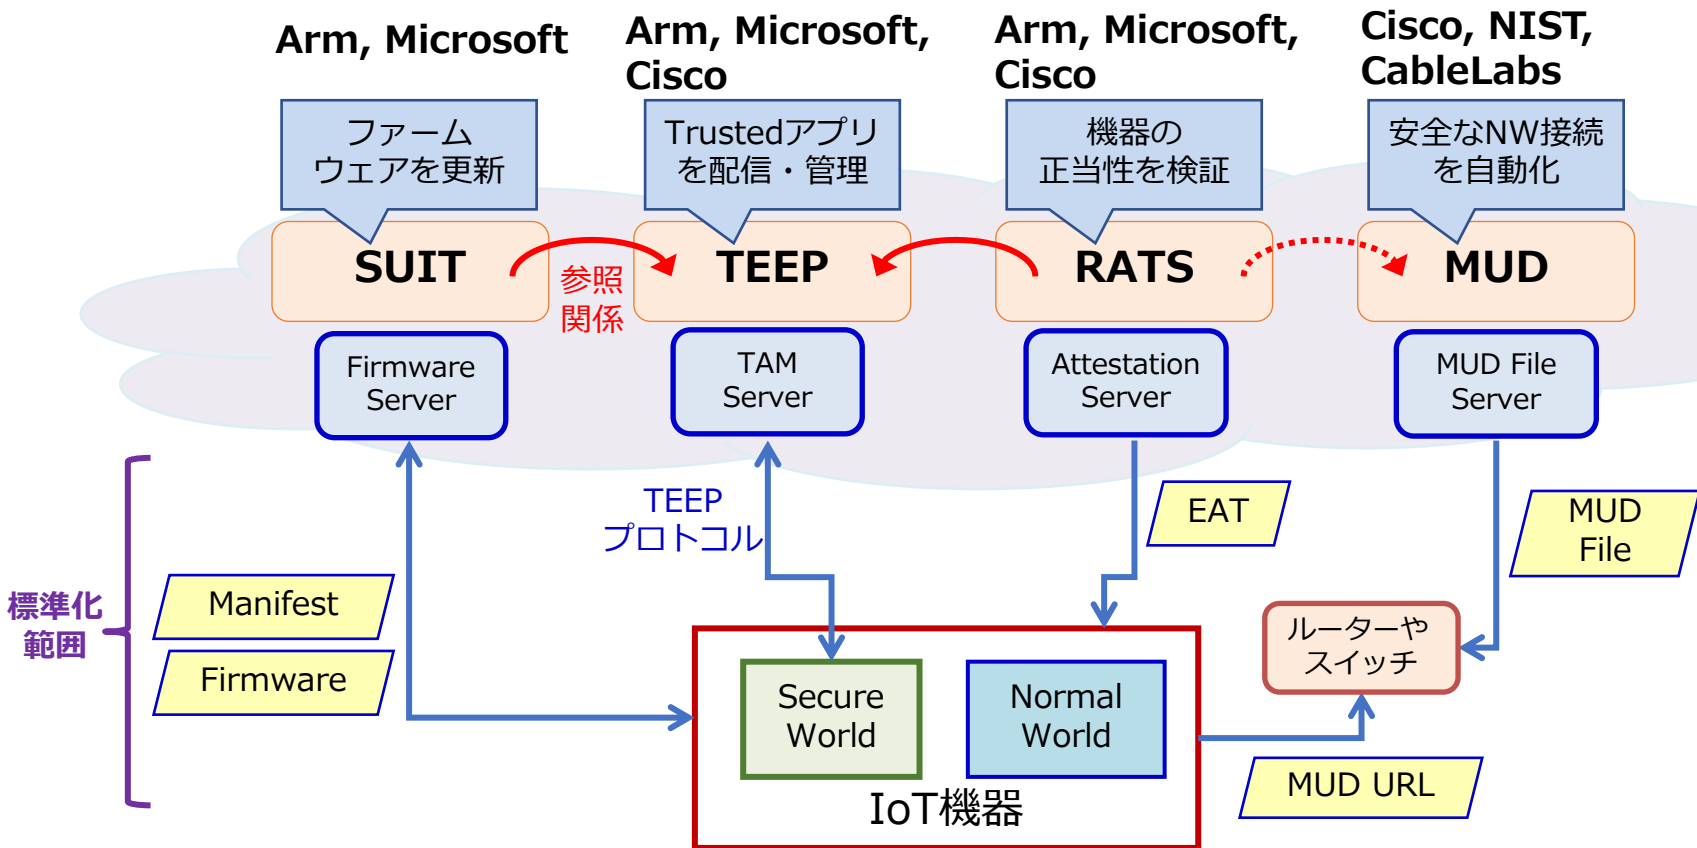 Arm, Microsoft
Arm, Microsoft,
Cisco
Arm, Microsoft,
Cisco
Cisco, NIST,
CableLabs
ファーム
ウェアを更新
Trustedアプリ
を配信・管理
機器の
正当性を検証
安全なNW接続
を自動化
SUIT
TEEP
RATS
MUD
参照
関係
Firmware
Server
TAM
Server
Attestation
Server
MUD File
Server
TEEP
プロトコル
EAT
MUD
File
標準化
範囲
Manifest
Firmware
ルーターや
スイッチ
Secure
World
Normal
World
IoT機器
MUD URL